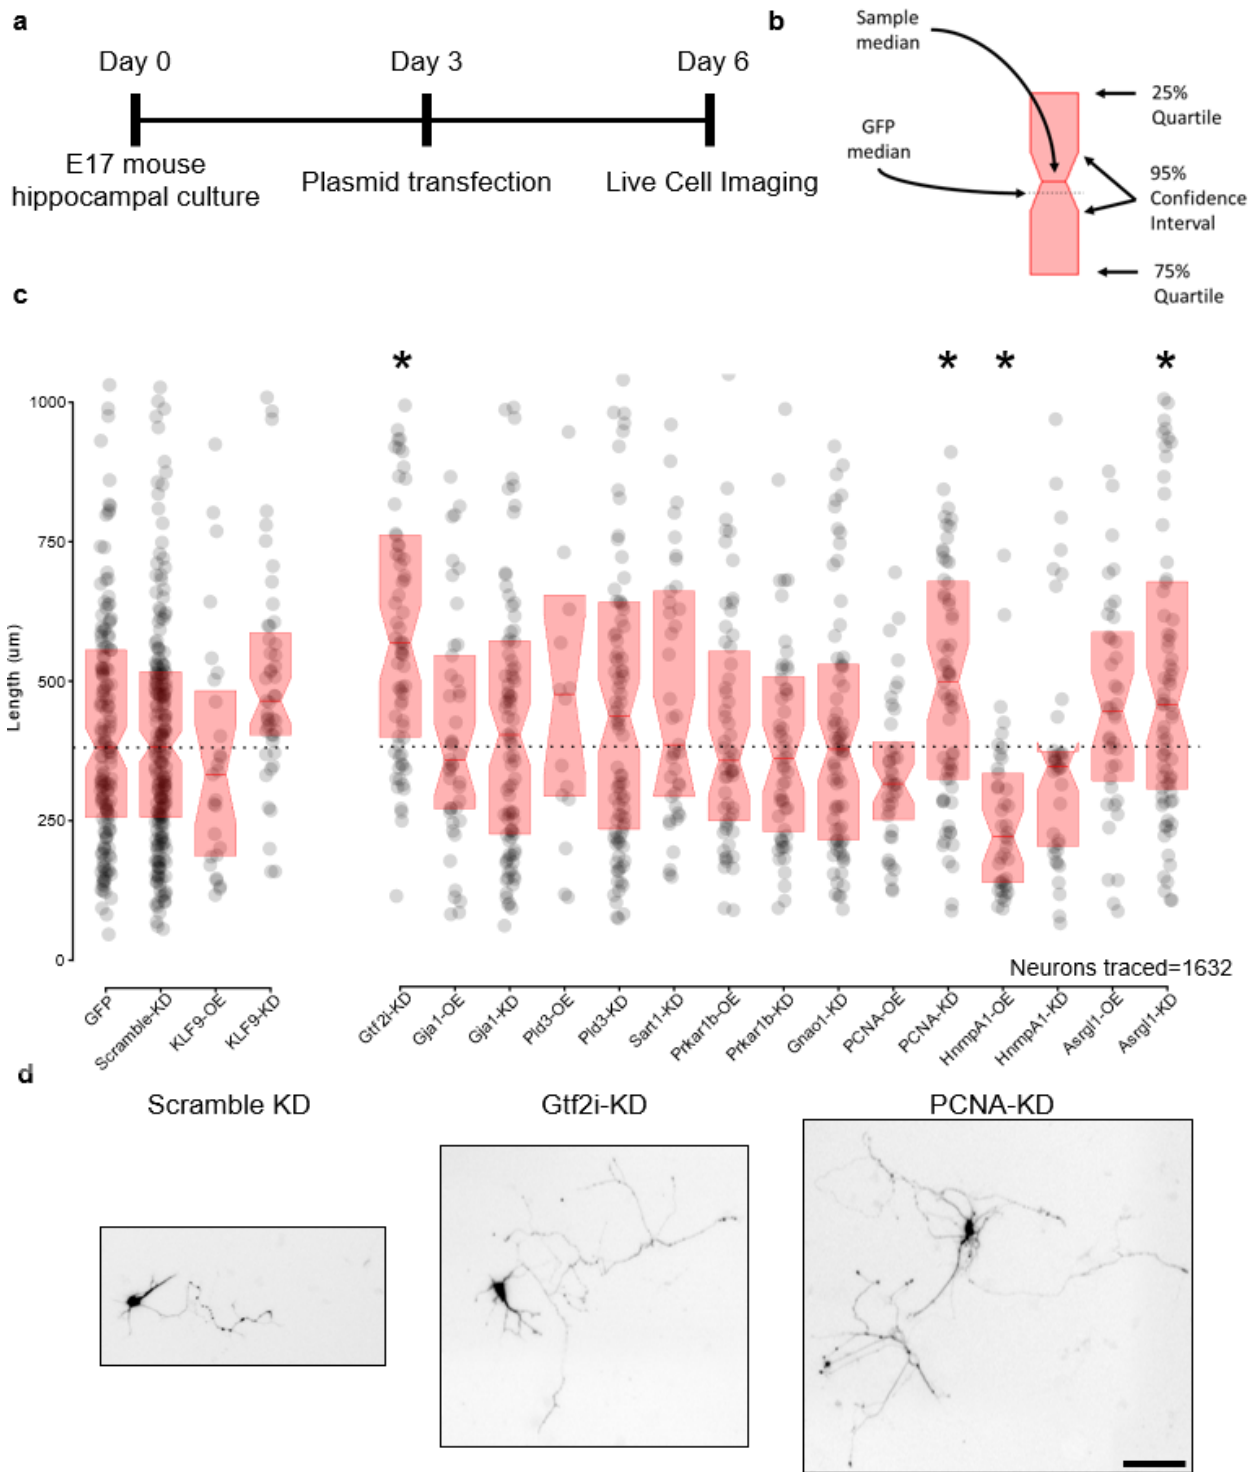 a
Day 0
Day 3
Day 6
E17 mouse
hippocampal culture
Plasmid transfection
Live Cell Imaging
b
Sample
median
GFP
median
25%
Quartile
95%
Confidence
Interval
75%
Quartile
c
*
*
*
*
Length (um)
1000
750
500
250
0
Neurons traced=1632
GFP
Scramble-KD
KLF9-OE
KLF9-KD
Gtf2i-KD
Gja1-OE
Gja1-KD
Pld3-OE
Pld3-KD
Sart1-KD
Prkar1b-OE
Prkar1b-KD
Gnao1-KD
PCNA-OE
PCNA-KD
HnrnpA1-OE
HnrnpA1-KD
Asrgl1-OE
Asrgl1-KD
d
Scramble KD
Gtf2i-KD
PCNA-KD